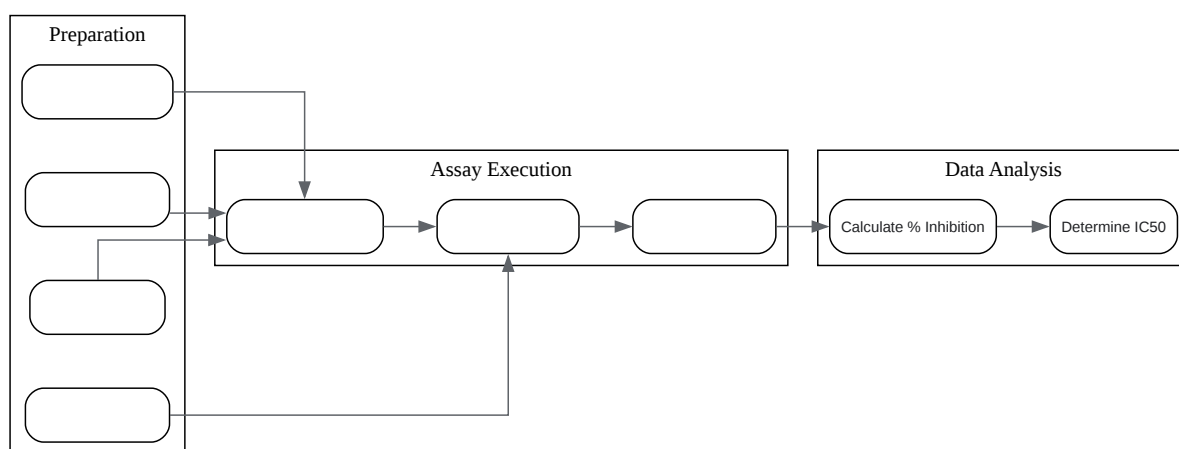 Preparation
Assay Execution
Data Analysis
Calculate % Inhibition
Determine IC50